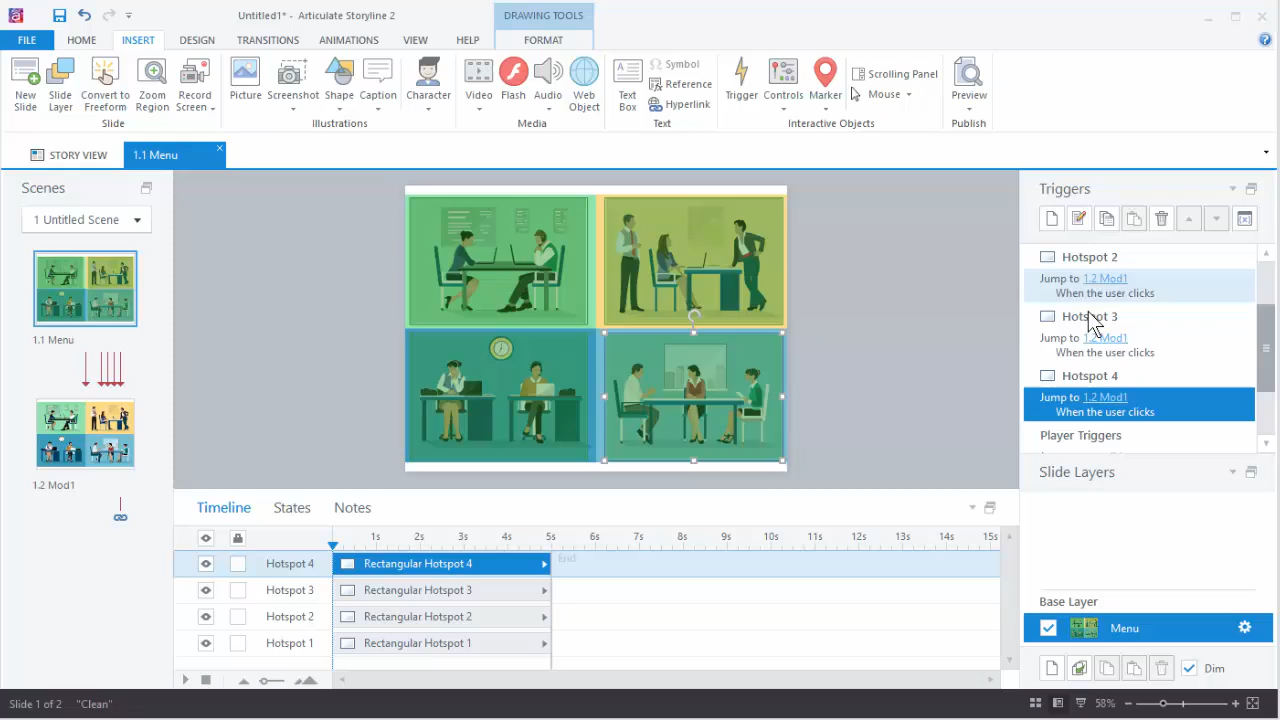 Untitled1* - Articulate Storyline 2
DRAWING TOOLS
FILE
HOME
INSERT
DESIGN
TRANSITIONS
ANIMATIONS
VIEW
HELP
FORMAT
New Slide
Slide Layer
Convert to Freeform
Zoom Region
Record Screen
Picture
Screenshot
Shape
Caption
Character
Video
Flash
Audio
Web Object
Text Box
Symbol
Reference
Hyperlink
Trigger
Controls
Marker
Scrolling Panel
Mouse
Preview
Slide
Illustrations
Media
Text
Interactive Objects
Publish
STORY VIEW
1.1 Menu
Scenes
1 Untitled Scene
1.1 Menu
1.2 Mod1
Triggers
Hotspot 2
Jump to 1.2 Mod1
When the user clicks
Hotspot 3
Jump to 1.2 Mod1
When the user clicks
Hotspot 4
Jump to 1.2 Mod1
When the user clicks
Player Triggers
Slide Layers
Base Layer
Menu
Dim
Timeline
States
Notes
1s 2s 3s 4s 5s 6s 7s 8s 9s 10s 11s 12s 13s 14s 15s
Hotspot 4 Rectangular Hotspot 4 End
Hotspot 3 Rectangular Hotspot 3
Hotspot 2 Rectangular Hotspot 2
Hotspot 1 Rectangular Hotspot 1
Slide 1 of 2 "Clean" 58%